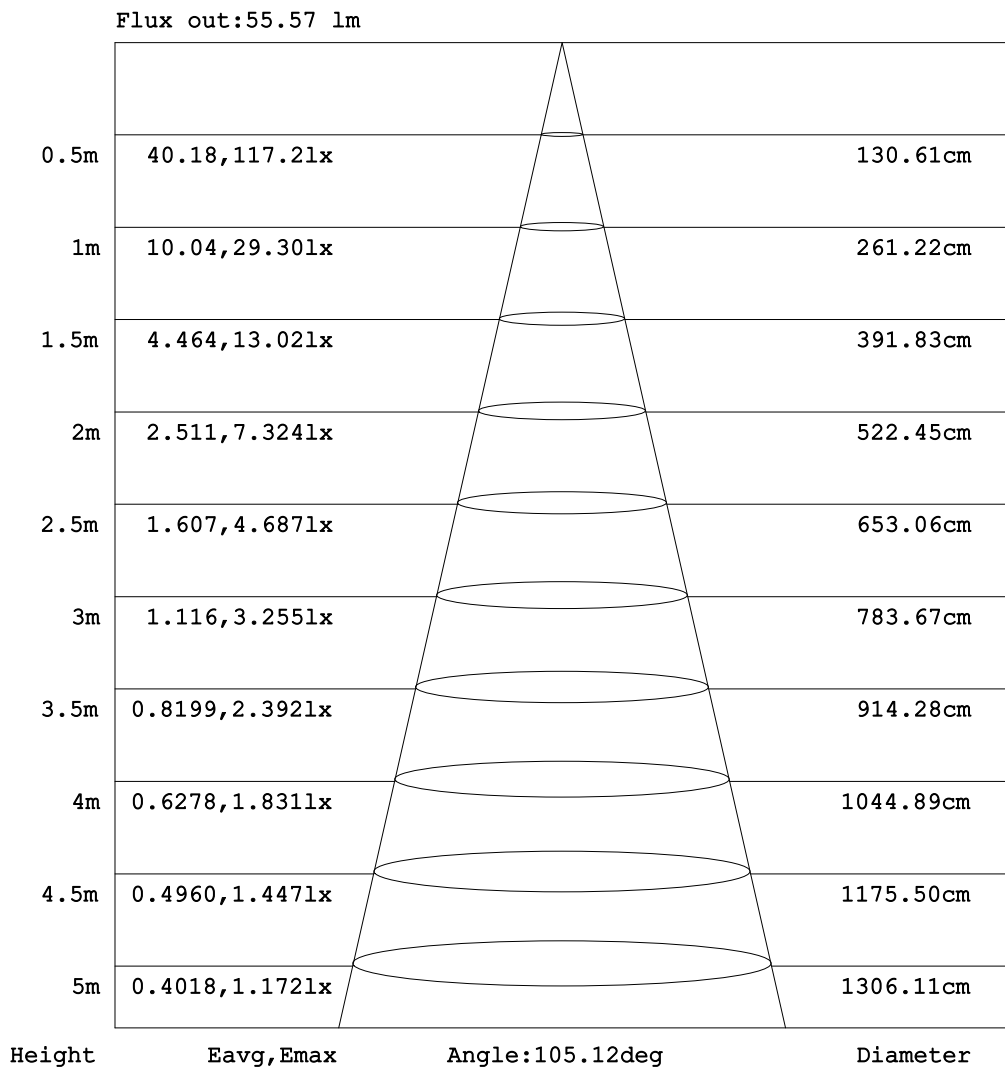 Flux out:55.57 lm
0.5m 40.18,117.2lx 130.61cm
1m 10.04,29.30lx 261.22cm
1.5m 4.464,13.02lx 391.83cm
2m 2.511,7.324lx 522.45cm
2.5m 1.607,4.687lx 653.06cm
3m 1.116,3.255lx 783.67cm
3.5m 0.8199,2.392lx 914.28cm
4m 0.6278,1.831lx 1044.89cm
4.5m 0.4960,1.447lx 1175.50cm
5m 0.4018,1.172lx 1306.11cm
Height Eavg,Emax Angle:105.12deg Diameter